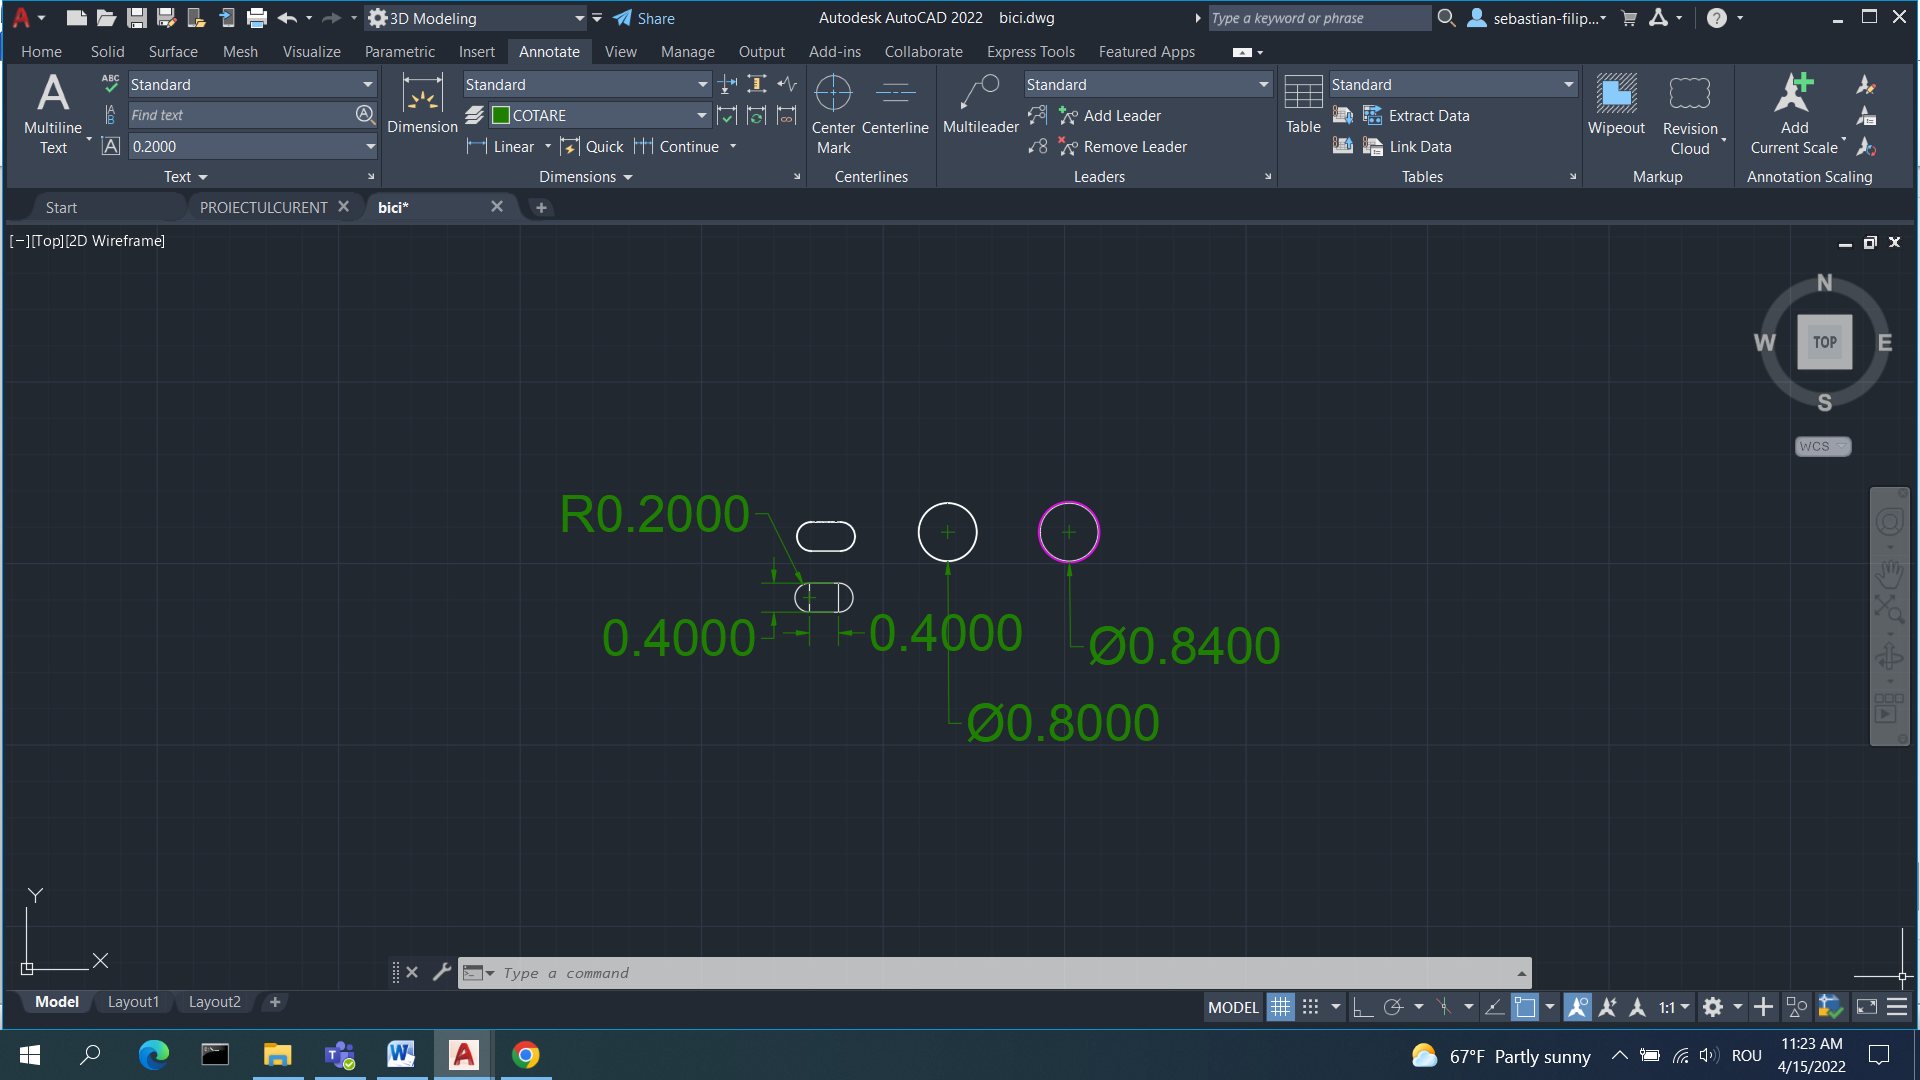 3D Modeling
Share
Autodesk AutoCAD 2022 bici.dwg
Type a keyword or phrase
sebastian-filip...
Home Solid Surface Mesh Visualize Parametric Insert Annotate View Manage Output Add-ins Collaborate Express Tools Featured Apps
A
Multiline
Text
ABC
Standard
Find text
0.2000
Text
Dimension
Standard
COTARE
Linear Quick Continue
Dimensions
Center
Mark
Centerline
Centerlines
Multileader
Standard
Add Leader
Remove Leader
Leaders
Table
Standard
Extract Data
Link Data
Tables
Wipeout
Revision
Cloud
Markup
Add
Current Scale
Annotation Scaling
Start PROIECTULCURENT bici*
[−][Top][2D Wireframe]
N
W TOP E
S
WCS
R0.2000
0.4000
0.4000
Ø0.8400
Ø0.8000
Y
X
Type a command
Model Layout1 Layout2
MODEL
1:1
67°F Partly sunny
ROU
11:23 AM
4/15/2022